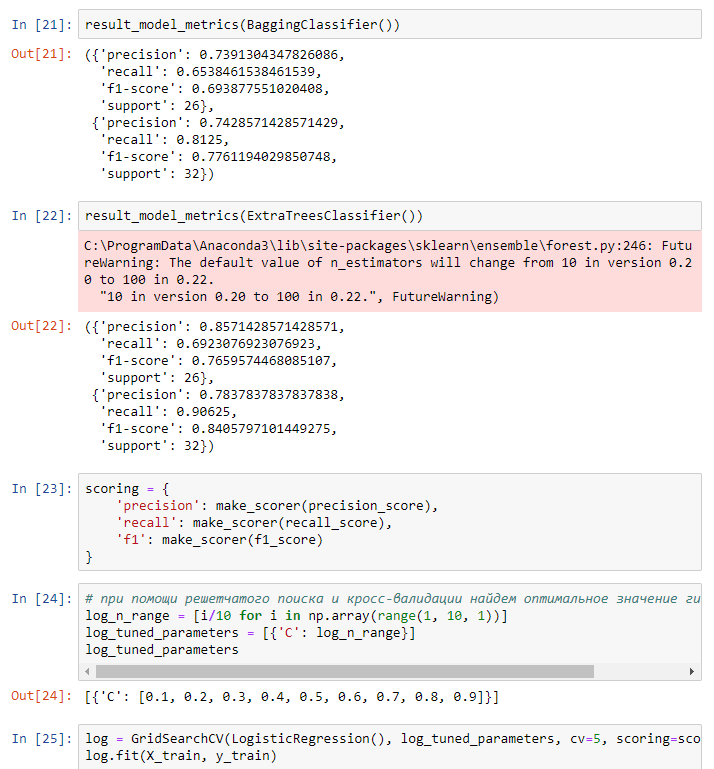 In [21]: result_model_metrics(BaggingClassifier())
Out[21]: ({'precision': 0.7391304347826086,
'recall': 0.6538461538461539,
'f1-score': 0.693877551020408,
'support': 26},
{'precision': 0.7428571428571429,
'recall': 0.8125,
'f1-score': 0.7761194029850748,
'support': 32})
In [22]: result_model_metrics(ExtraTreesClassifier())
C:\ProgramData\Anaconda3\lib\site-packages\sklearn\ensemble\forest.py:246: Futu
reWarning: The default value of n_estimators will change from 10 in version 0.2
0 to 100 in 0.22.
"10 in version 0.20 to 100 in 0.22.", FutureWarning)
Out[22]: ({'precision': 0.8571428571428571,
'recall': 0.6923076923076923,
'f1-score': 0.7659574468085107,
'support': 26},
{'precision': 0.7837837837837838,
'recall': 0.90625,
'f1-score': 0.8405797101449275,
'support': 32})
In [23]: scoring = {
'precision': make_scorer(precision_score),
'recall': make_scorer(recall_score),
'f1': make_scorer(f1_score)
}
In [24]: # при помощи решетчатого поиска и кросс-валидации найдем оптимальное значение ги
log_n_range = [i/10 for i in np.array(range(1, 10, 1))]
log_tuned_parameters = [{'C': log_n_range}]
log_tuned_parameters
Out[24]: [{'C': [0.1, 0.2, 0.3, 0.4, 0.5, 0.6, 0.7, 0.8, 0.9]}]
In [25]: log = GridSearchCV(LogisticRegression(), log_tuned_parameters, cv=5, scoring=sco
log.fit(X_train, y_train)